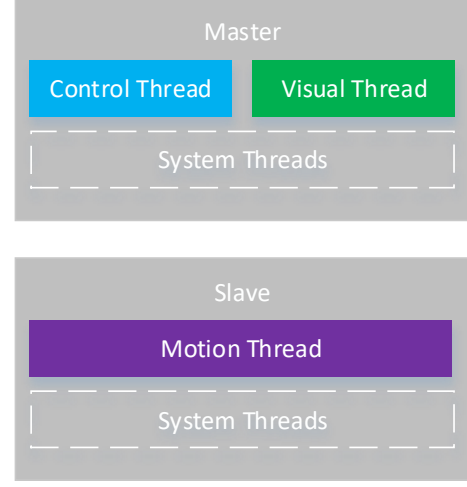 Master
Control Thread
Visual Thread
System Threads
Slave
Motion Thread
System Threads